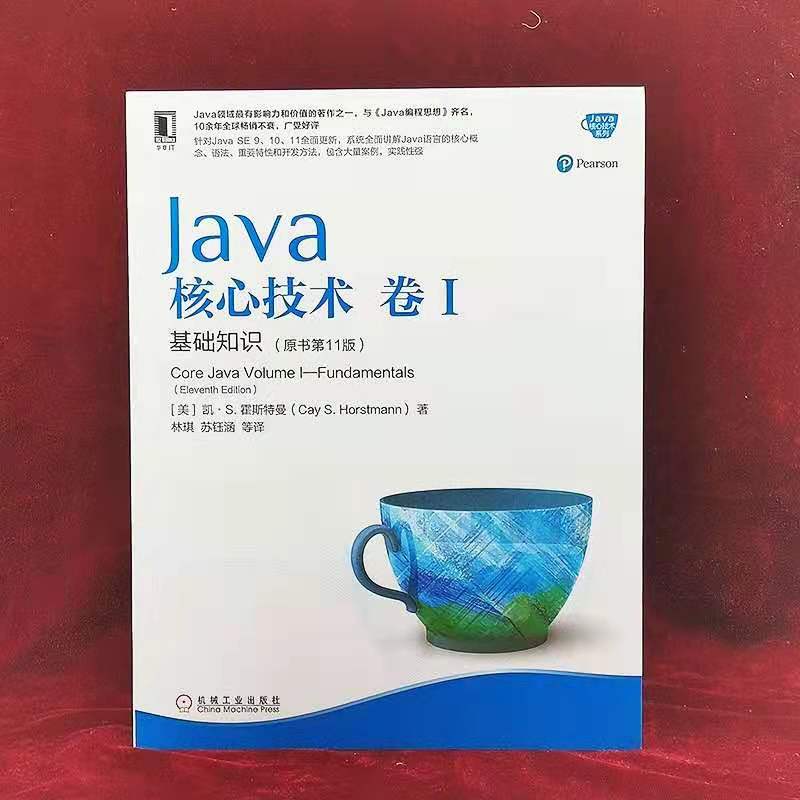 Java领域最有影响力和价值的著作之一，与《Java编程思想》齐名，
10余年全球畅销不衰，广受好评
针对Java SE 9、10、11全面更新，系统全面讲解Java语言的核心概
念、语法、重要特性和开发方法，包含大量案例，实践性强
华章IT
Java
核心技术
系列
Pearson
Java
核心技术 卷 I
基础知识（原书第11版）
Core Java Volume I—Fundamentals
（Eleventh Edition）
［美］凯·S. 霍斯特曼（Cay S. Horstmann）著
林琪 苏钰涵 等译
机械工业出版社
China Machine Press